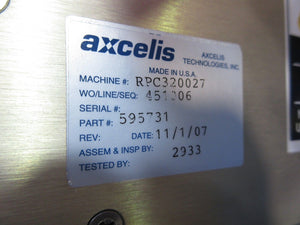 axcelis
AXCELIS
TECHNOLOGIES, INC
MADE IN U.S.A.
MACHINE #: RPC320027
WO/LINE/SEQ: 451306
SERIAL #:
PART #: 595731
REV: DATE: 11/1/07
ASSEM & INSP BY: 2933
TESTED BY: